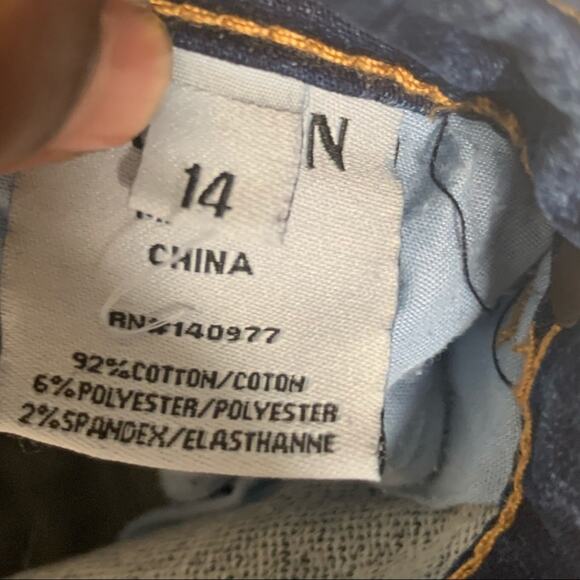 N
14
CHINA
RN#140977
92%COTTON/COTON
6%POLYESTER/POLYESTER
2%SPANDEX/ELASTHANNE